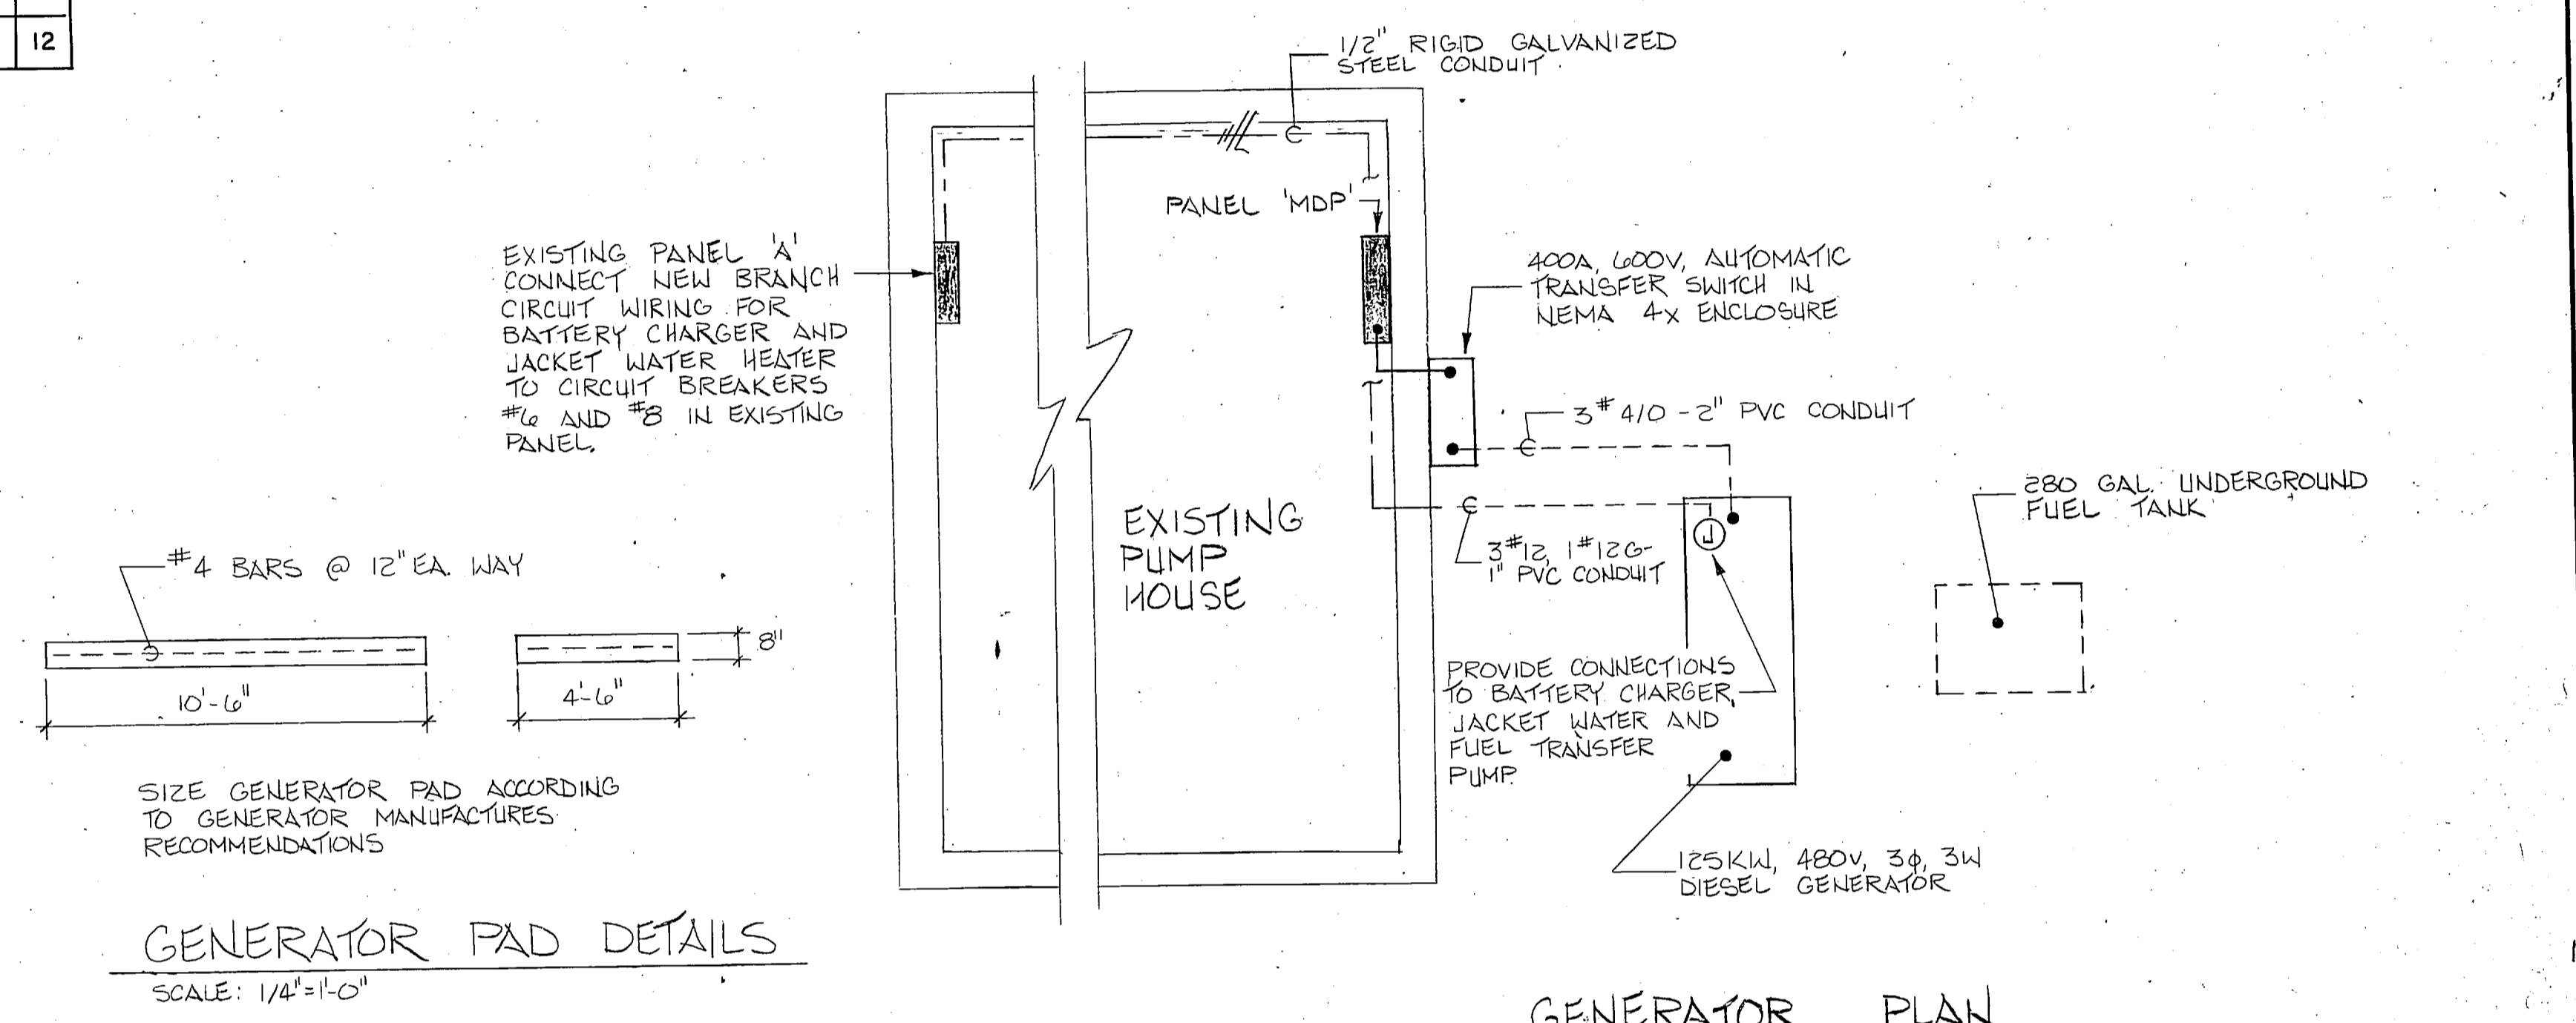 12
1/2" RIGID GALVANIZED
STEEL CONDUIT
PANEL 'MDP'
EXISTING PANEL 'A'
CONNECT NEW BRANCH
CIRCUIT WIRING FOR
BATTERY CHARGER AND
JACKET WATER HEATER
TO CIRCUIT BREAKERS
#6 AND #8 IN EXISTING
PANEL.
400A, 600V, AUTOMATIC
TRANSFER SWITCH IN
NEMA 4X ENCLOSURE
3#4/0 - 2" PVC CONDUIT
280 GAL. UNDERGROUND
FUEL TANK
EXISTING
PUMP
HOUSE
3#12, 1#12G-
1" PVC CONDUIT
J
#4 BARS @ 12" EA. WAY
8"
10'-6"
4'-6"
PROVIDE CONNECTIONS
TO BATTERY CHARGER,
JACKET WATER AND
FUEL TRANSFER
PUMP.
SIZE GENERATOR PAD ACCORDING
TO GENERATOR MANUFACTURES
RECOMMENDATIONS
125KW, 480V, 3ϕ, 3W
DIESEL GENERATOR
GENERATOR PAD DETAILS
SCALE: 1/4"=1'-0"
GENERATOR PLAN